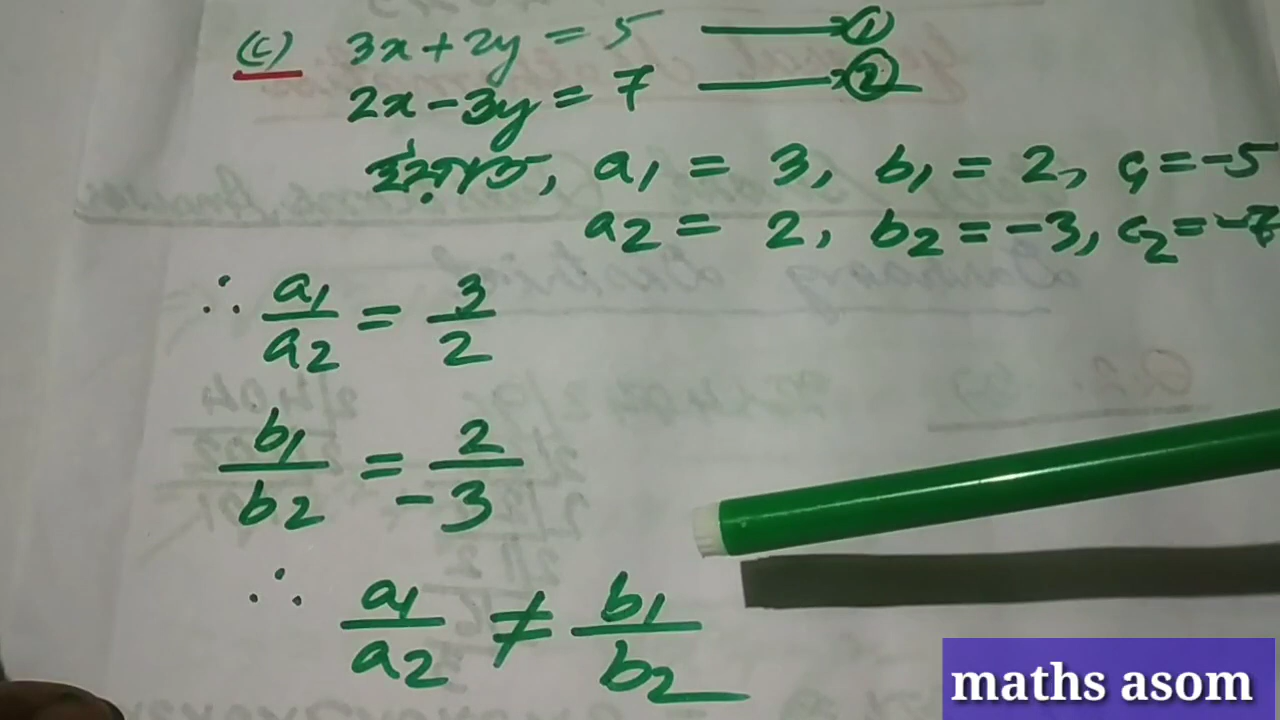 (c) 3x + 2y = 5 ⟶ ①
2x - 3y = 7 ⟶ ②
a₁ = 3, b₁ = 2, c₁ = -5
a₂ = 2, b₂ = -3, c₂ = -7
∴ a₁/a₂ = 3/2
b₁/b₂ = 2/-3
∴ a₁/a₂ ≠ b₁/b₂
maths asom